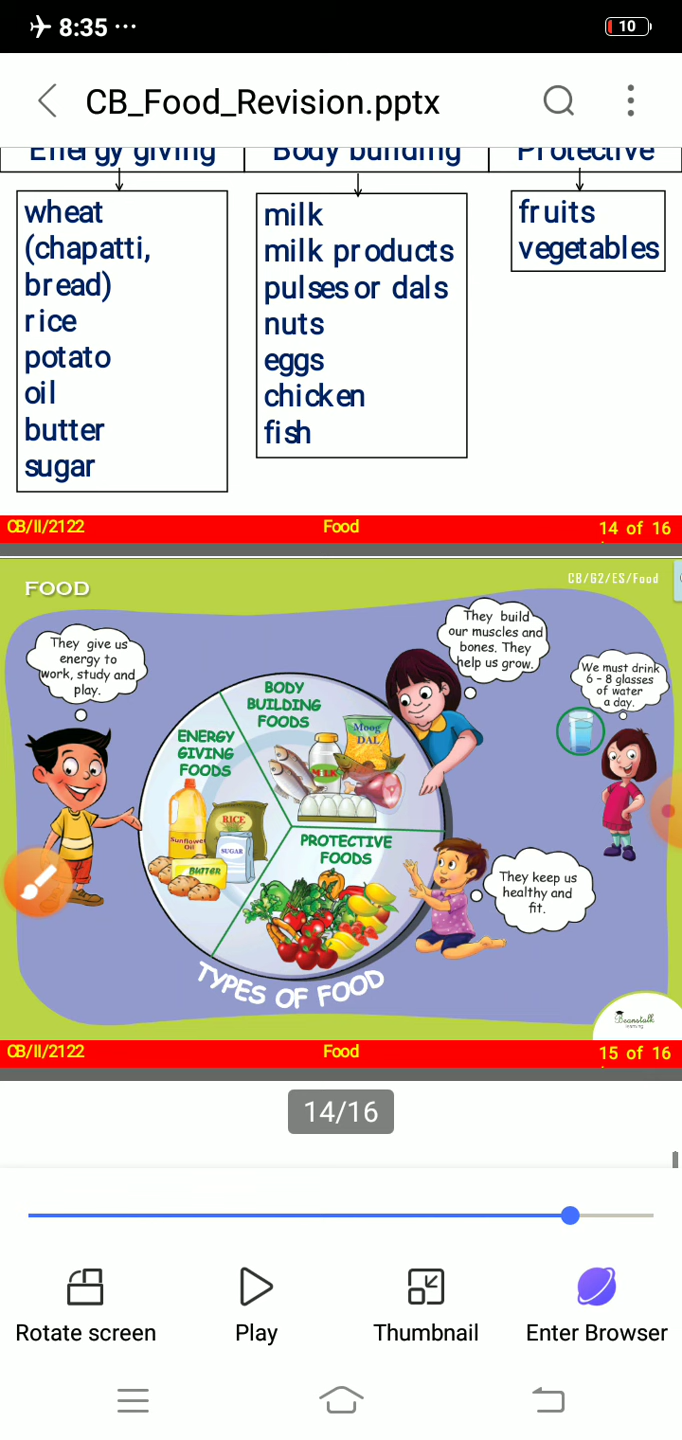 8:35
10
CB_Food_Revision.pptx
Energy giving
Body building
Protective
wheat
(chapatti,
bread)
rice
potato
oil
butter
sugar
milk
milk products
pulses or dals
nuts
eggs
chicken
fish
fruits
vegetables
CB/II/2122
Food
14 of 16
FOOD
CB/G2/ES/Food
They give us
energy to
work, study and
play.
They build
our muscles and
bones. They
help us grow.
We must drink
6 - 8 glasses
of water
a day.
BODY
BUILDING
FOODS
ENERGY
GIVING
FOODS
Moog
DAL
MILK
RICE
Sunflower
Oil
SUGAR
BUTTER
PROTECTIVE
FOODS
They keep us
healthy and
fit.
TYPES OF FOOD
Beanstalk
CB/II/2122
Food
15 of 16
14/16
Rotate screen
Play
Thumbnail
Enter Browser